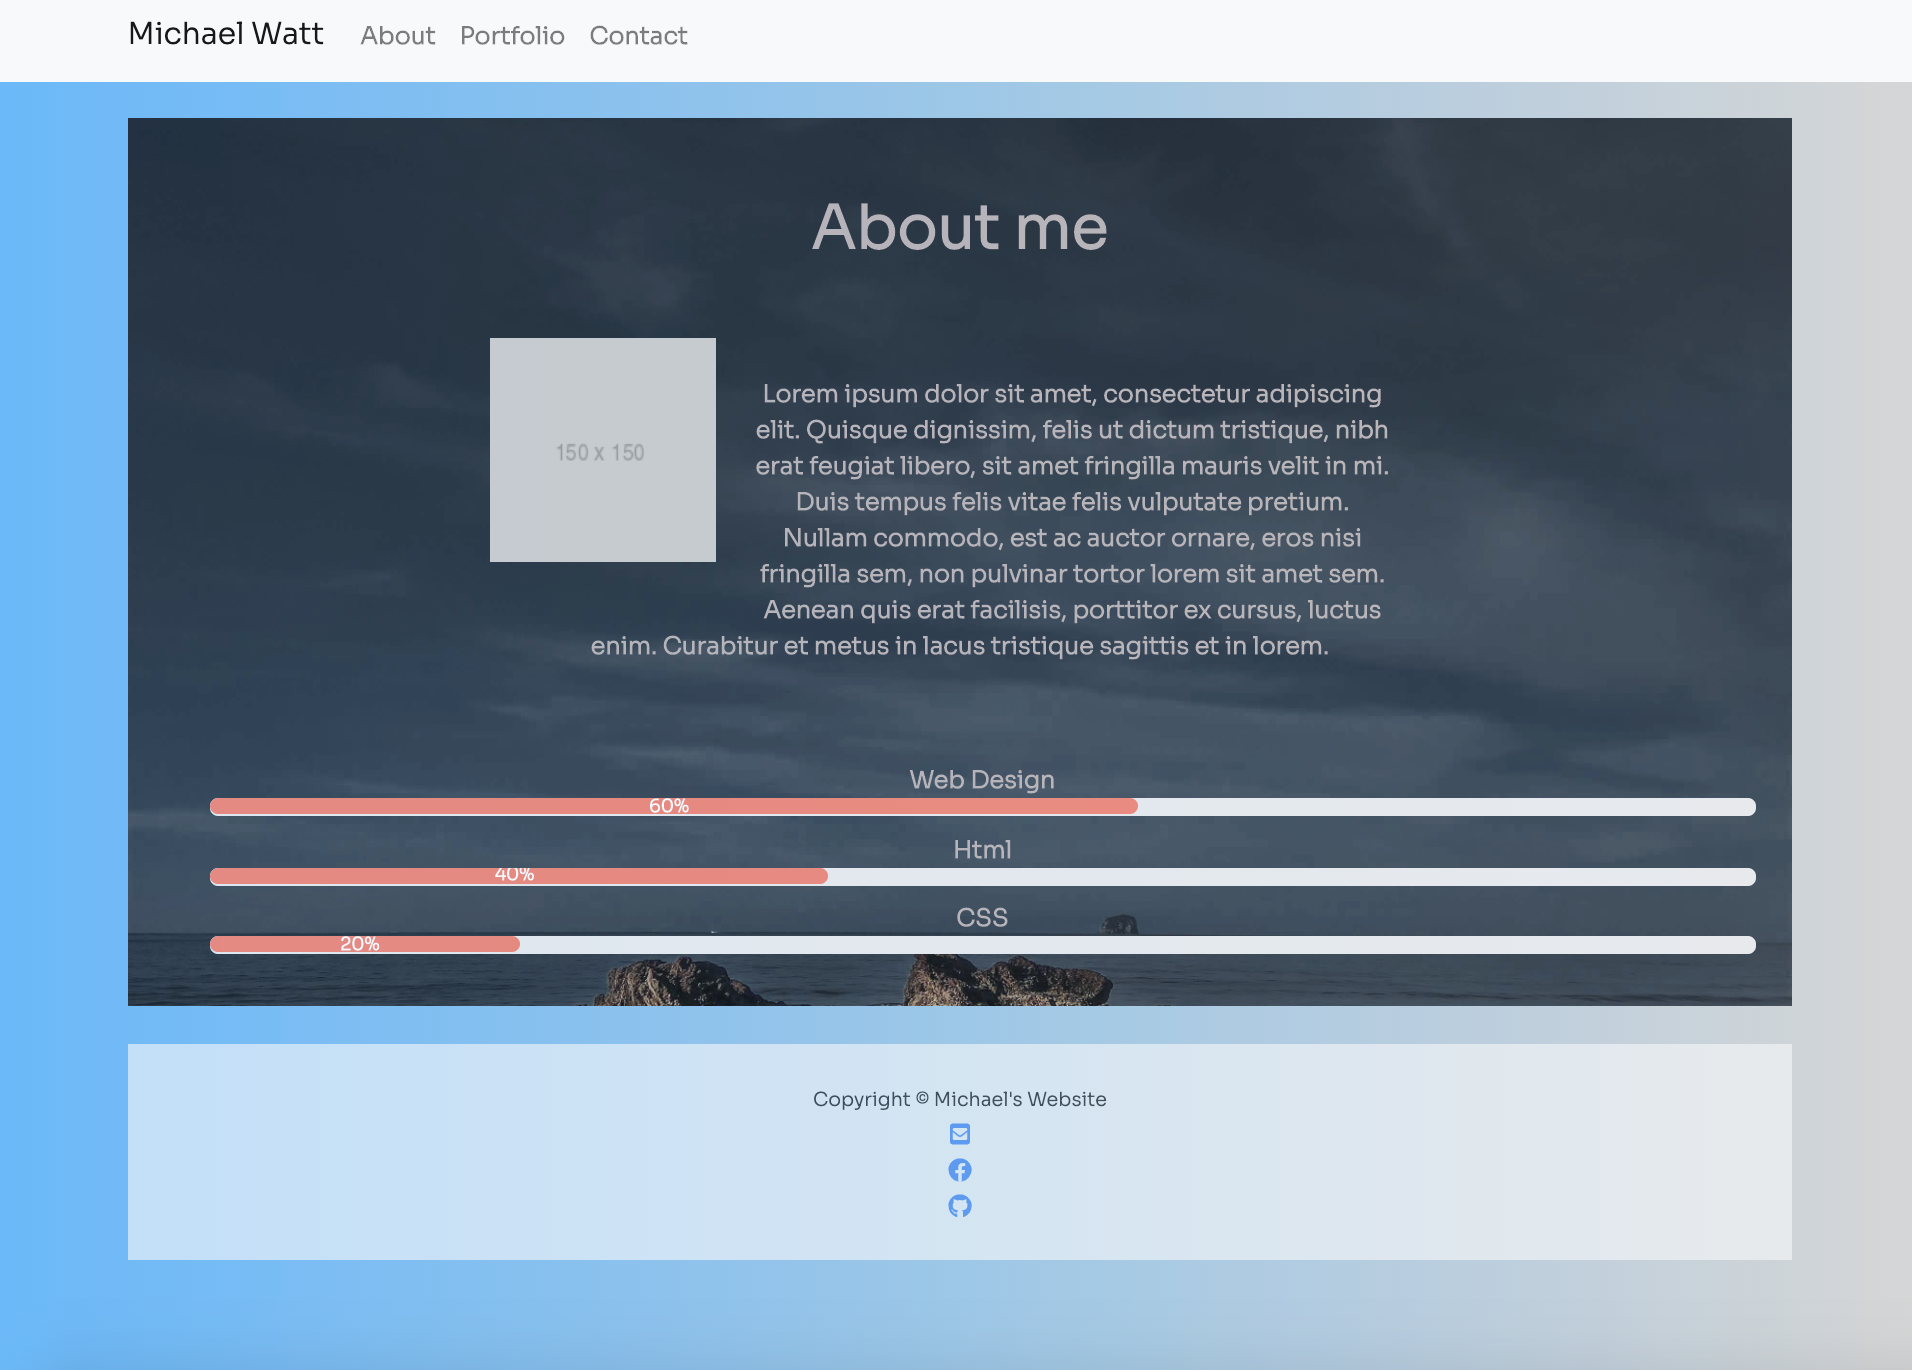 Michael Watt About Portfolio Contact
About me
150 x 150
Lorem ipsum dolor sit amet, consectetur adipiscing
elit. Quisque dignissim, felis ut dictum tristique, nibh
erat feugiat libero, sit amet fringilla mauris velit in mi.
Duis tempus felis vitae felis vulputate pretium.
Nullam commodo, est ac auctor ornare, eros nisi
fringilla sem, non pulvinar tortor lorem sit amet sem.
Aenean quis erat facilisis, porttitor ex cursus, luctus
enim. Curabitur et metus in lacus tristique sagittis et in lorem.
Web Design
60%
Html
40%
CSS
20%
Copyright © Michael's Website